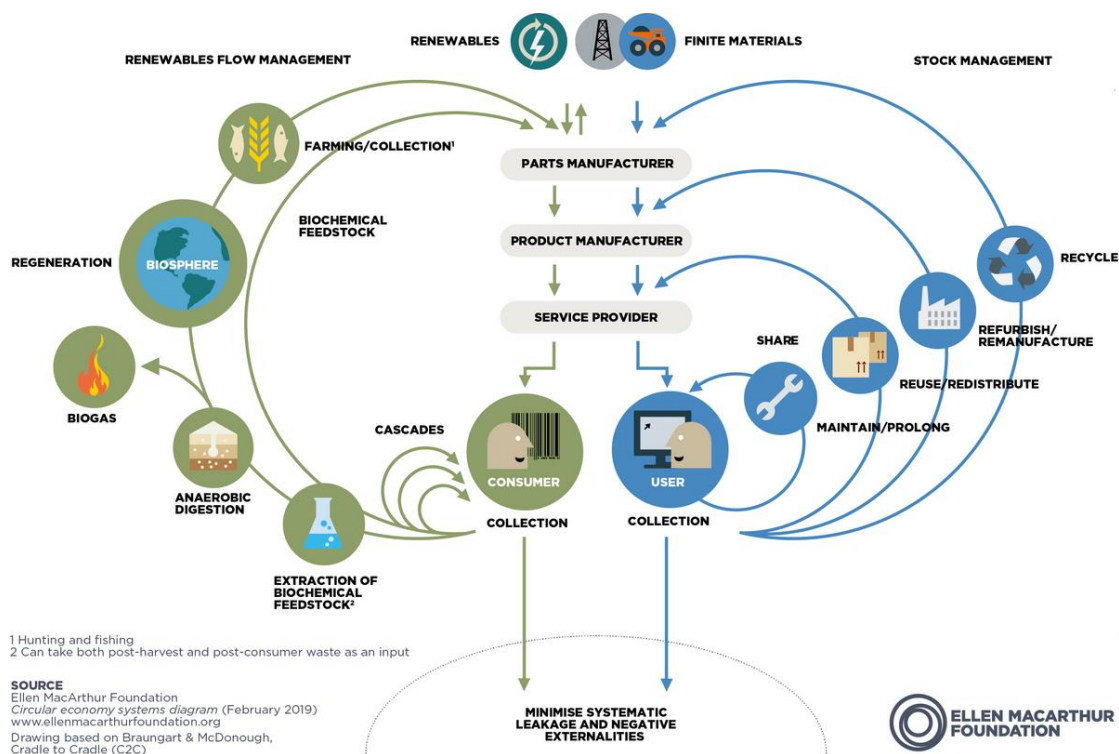 RENEWABLES
FINITE MATERIALS
RENEWABLES FLOW MANAGEMENT
STOCK MANAGEMENT
FARMING/COLLECTION¹
PARTS MANUFACTURER
BIOCHEMICAL
FEEDSTOCK
PRODUCT MANUFACTURER
REGENERATION
BIOSPHERE
RECYCLE
SERVICE PROVIDER
SHARE
REFURBISH/
REMANUFACTURE
REUSE/REDISTRIBUTE
BIOGAS
CASCADES
MAINTAIN/PROLONG
CONSUMER
USER
ANAEROBIC
DIGESTION
COLLECTION
COLLECTION
EXTRACTION OF
BIOCHEMICAL
FEEDSTOCK²
1 Hunting and fishing
2 Can take both post-harvest and post-consumer waste as an input
SOURCE
Ellen MacArthur Foundation
Circular economy systems diagram (February 2019)
www.ellenmacarthurfoundation.org
Drawing based on Braungart & McDonough,
Cradle to Cradle (C2C)
MINIMISE SYSTEMATIC
LEAKAGE AND NEGATIVE
EXTERNALITIES
ELLEN MACARTHUR
FOUNDATION